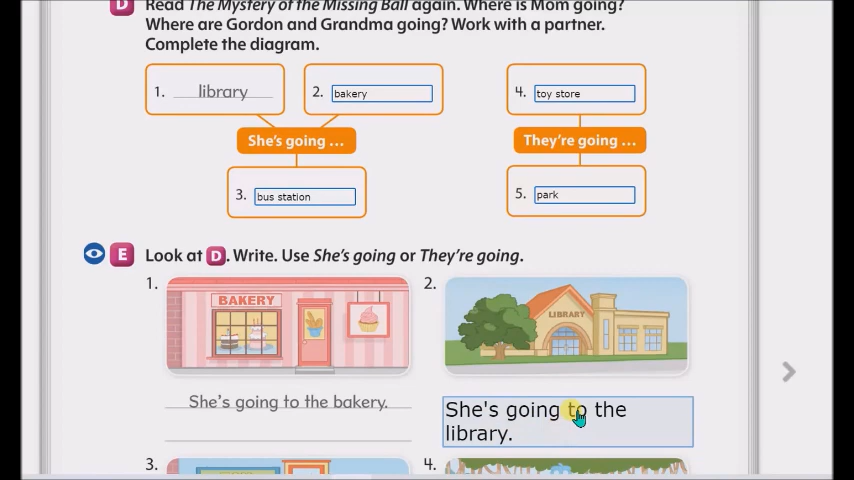 D Read The Mystery of the Missing Ball again. Where is Mom going?
Where are Gordon and Grandma going? Work with a partner.
Complete the diagram.
1. library
2. bakery
4. toy store
She's going ...
They're going ...
3. bus station
5. park
E Look at D. Write. Use She's going or They're going.
1.
2.
BAKERY
LIBRARY
She's going to the bakery.
She's going to the
library.
3.
4.